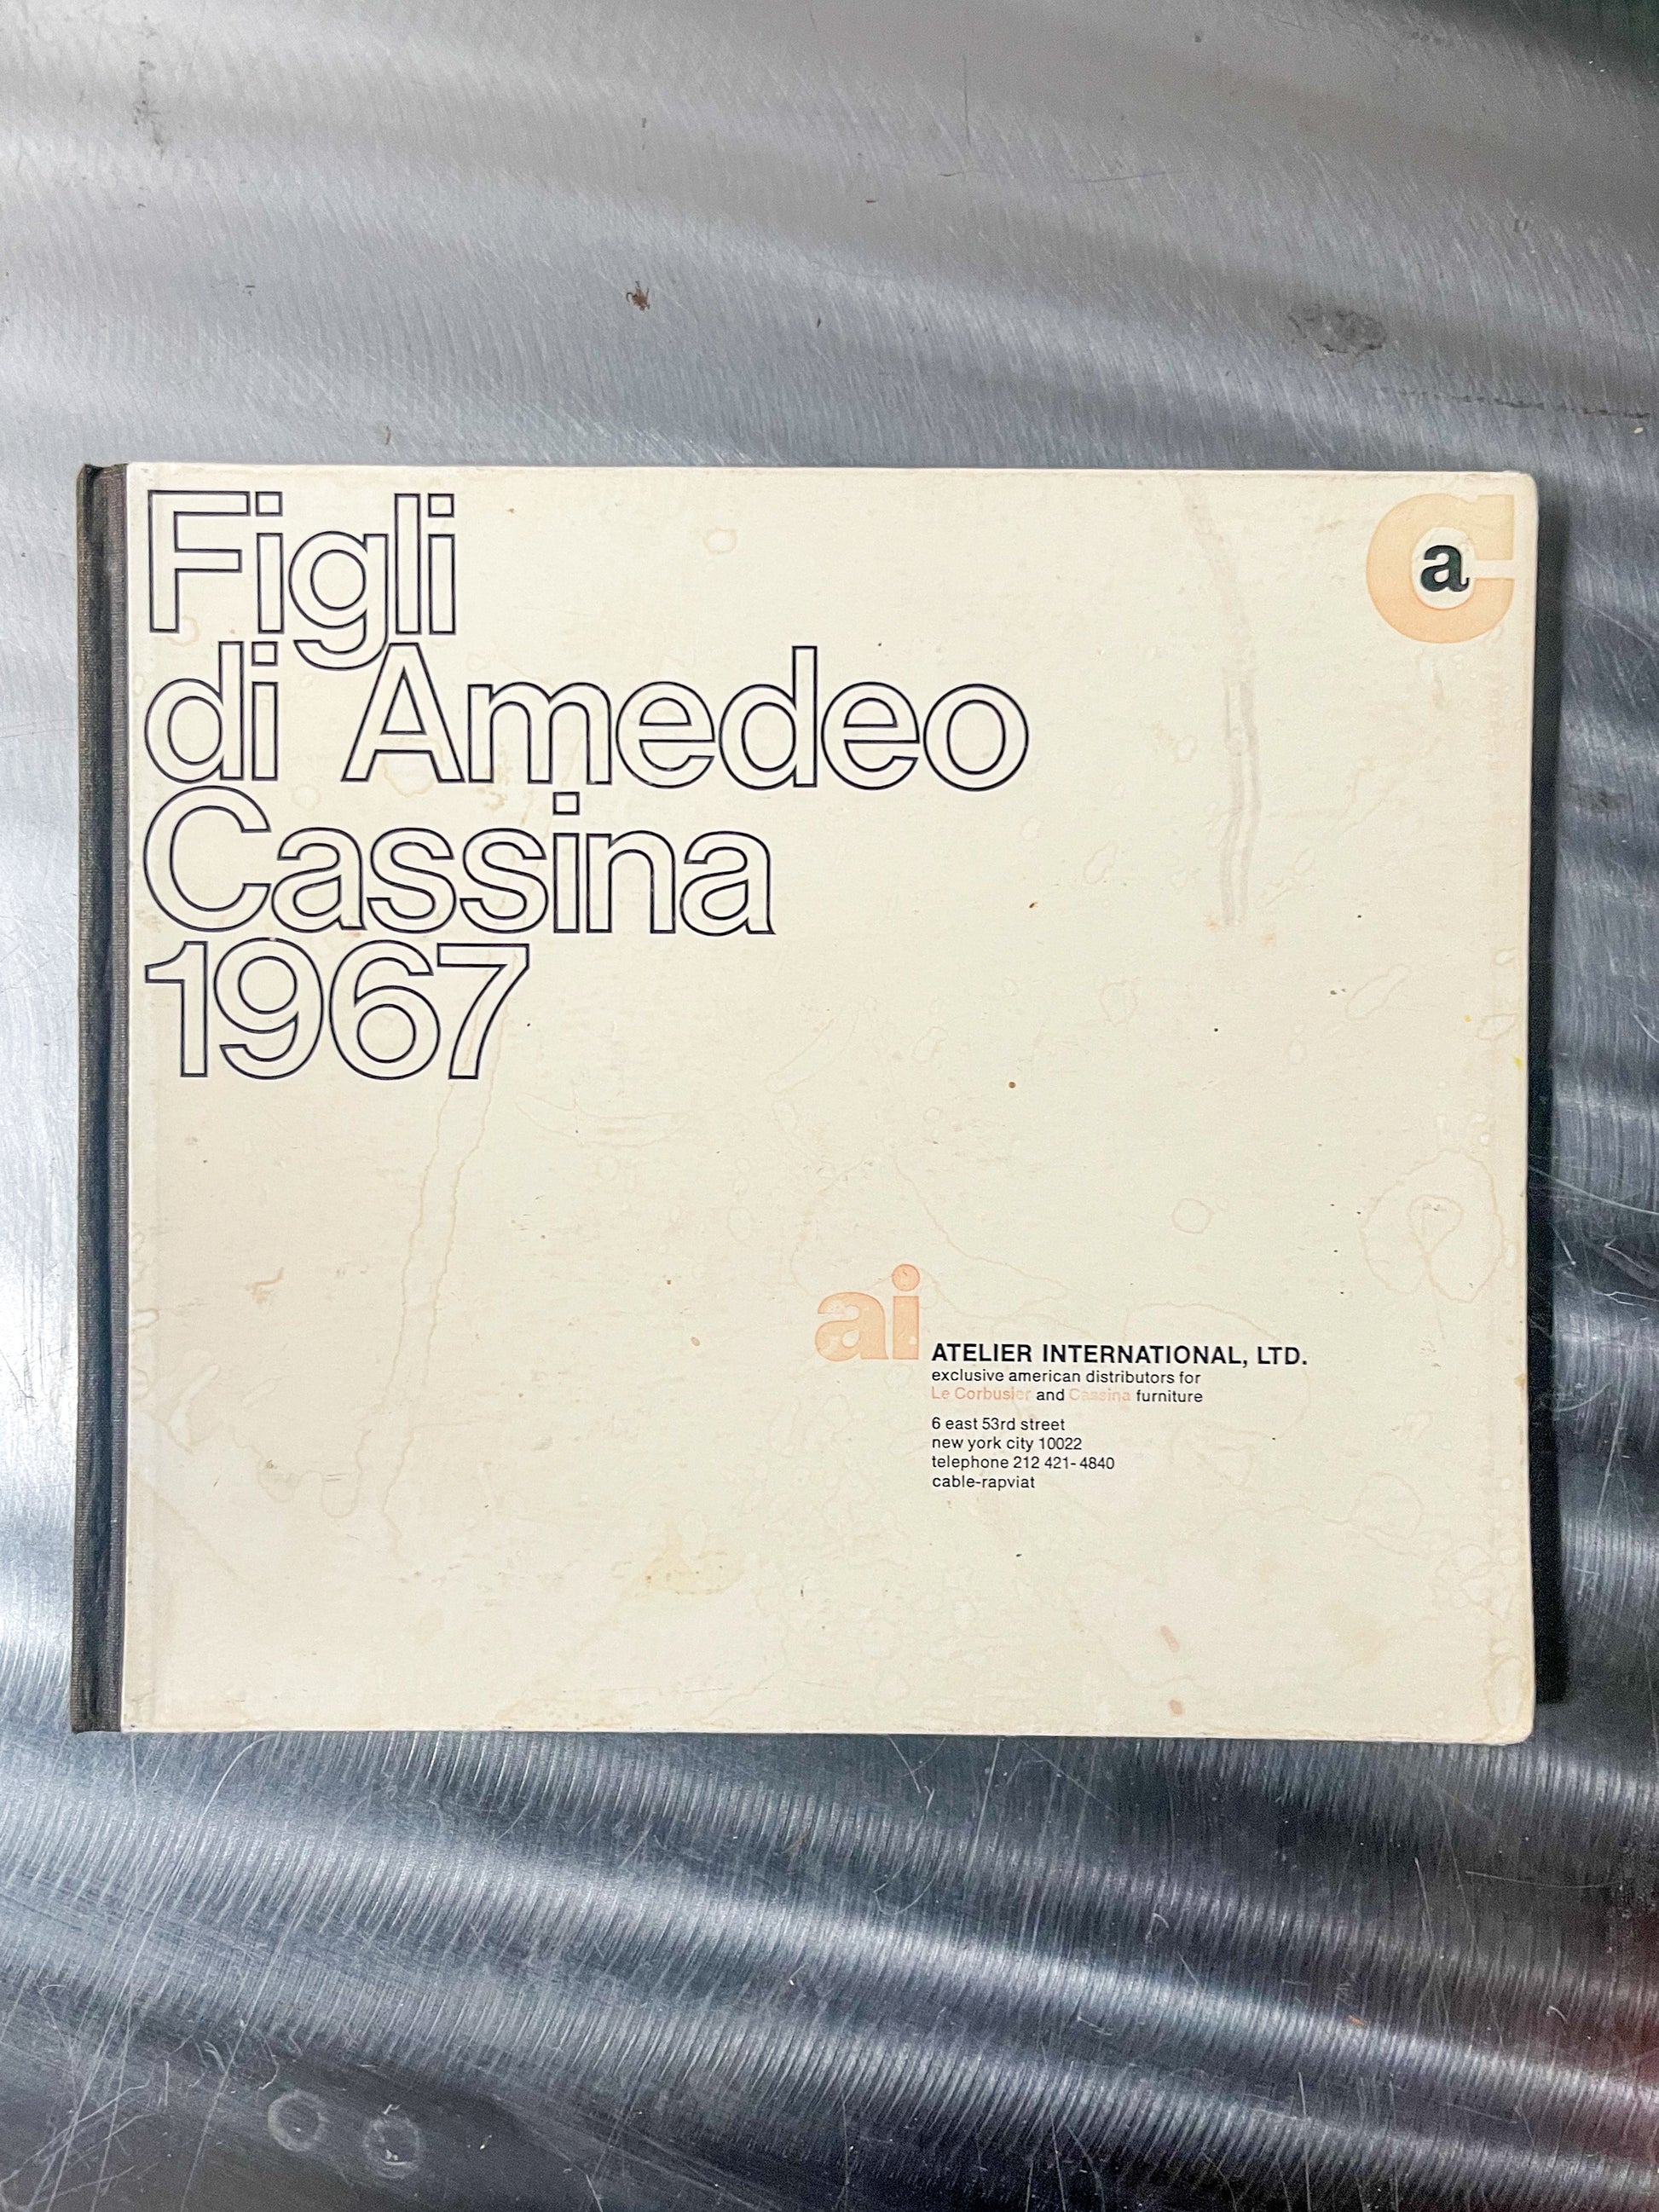 Figli
di Amedeo
Cassina
1967
ca
ai
ATELIER INTERNATIONAL, LTD.
exclusive american distributors for
Le Corbusier and Cassina furniture
6 east 53rd street
new york city 10022
telephone 212 421-4840
cable-rapviat